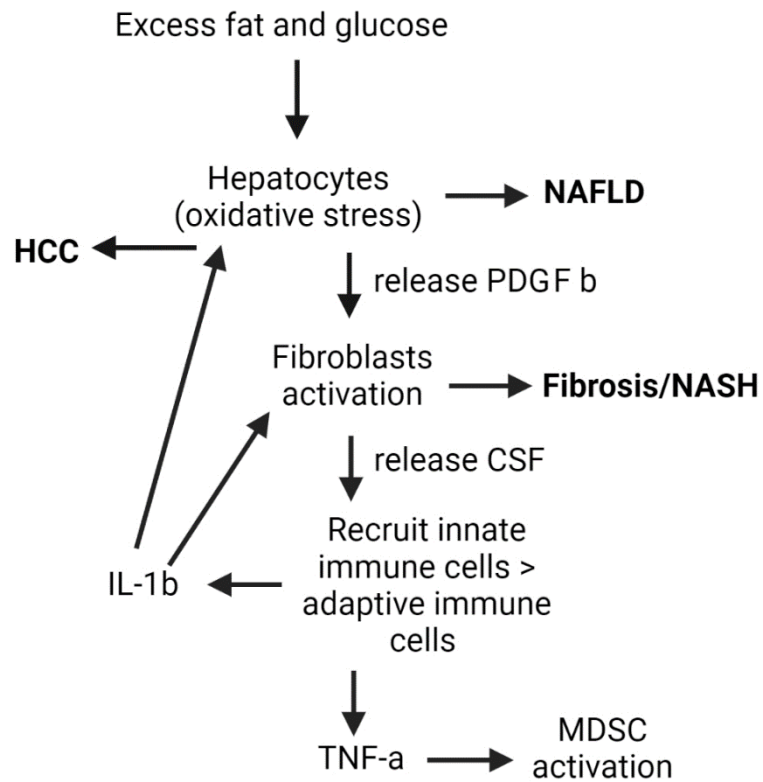 Excess fat and glucose
Hepatocytes
(oxidative stress)
NAFLD
HCC
release PDGF b
Fibroblasts
activation
Fibrosis/NASH
release CSF
Recruit innate
immune cells >
adaptive immune
cells
IL-1b
TNF-a
MDSC
activation